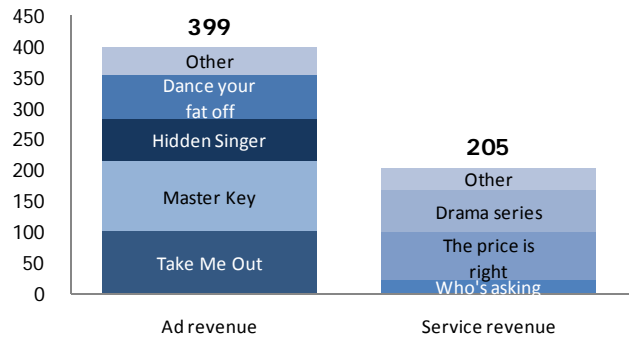 450
400
350
300
250
200
150
100
50
0
399
Other
Dance your
fat off
Hidden Singer
Master Key
Take Me Out
205
Other
Drama series
The price is
right
Who's asking
Ad revenue
Service revenue